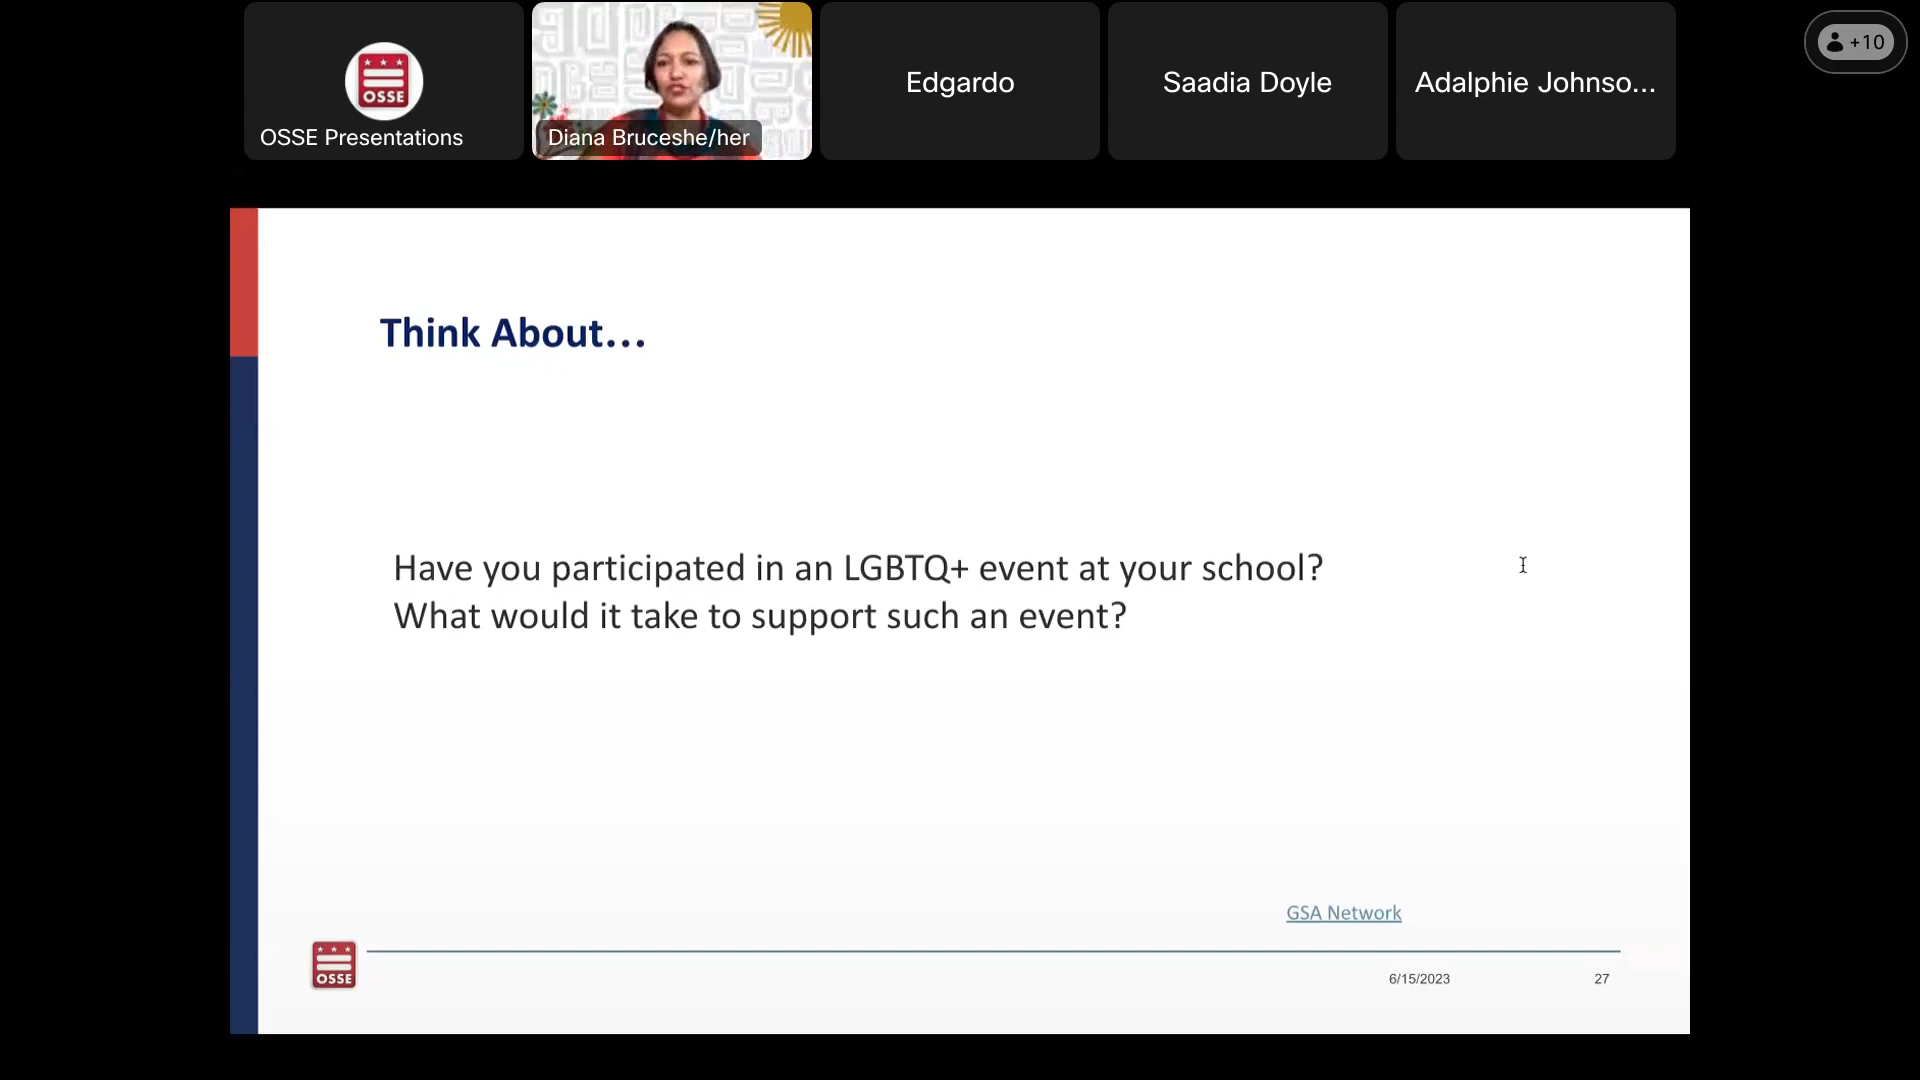 OSSE
OSSE Presentations
Diana Bruceshe/her
Edgardo
Saadia Doyle
Adalphie Johnso...
+10
Think About...
Have you participated in an LGBTQ+ event at your school?
What would it take to support such an event?
GSA Network
OSSE
6/15/2023
27